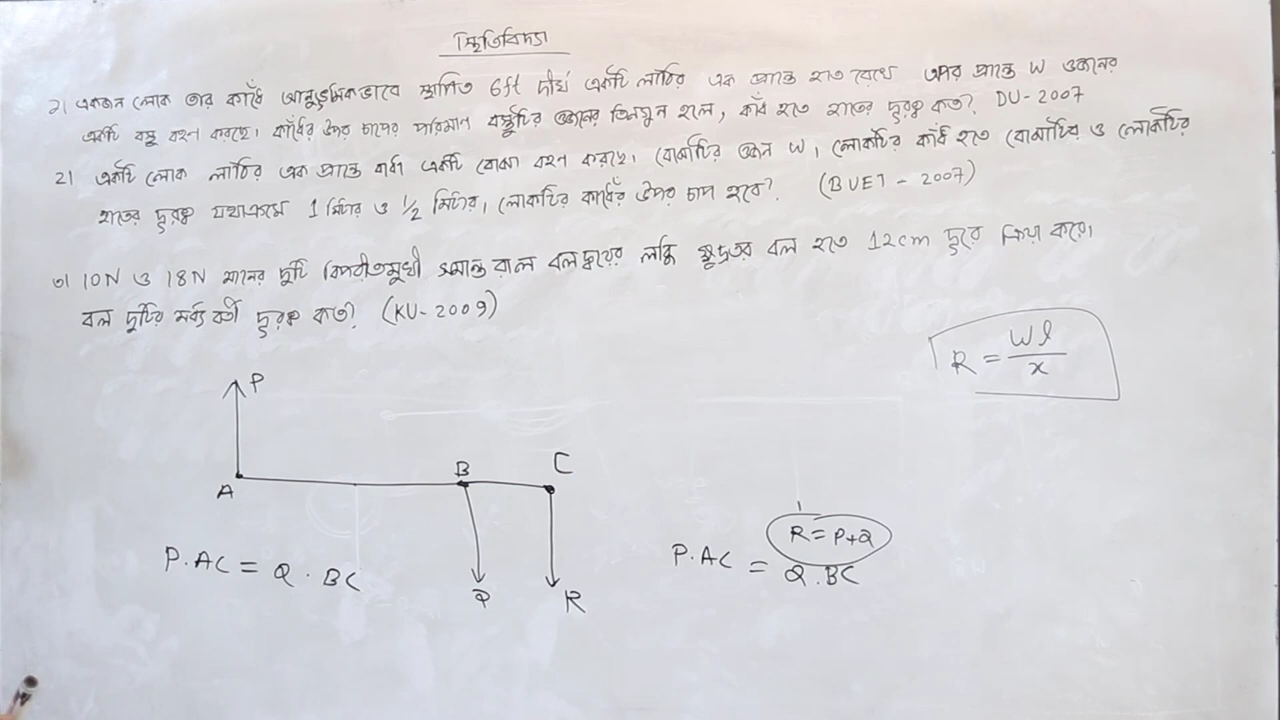 স্থিতিবিদ্যা
১। একজন লোক তার কাঁধে আনুভূমিকভাবে স্থাপিত 6ft দীর্ঘ একটি লাঠির এক প্রান্তে হাত রেখে অপর প্রান্তে W ওজনের
একটি বস্তু বহন করছে। কাঁধের উপর চাপের পরিমান বস্তুটির ওজনের তিনগুন হলে, কাঁধ হতে হাতের দুরত্ব কত? DU-2007
2। একটি লোক লাঠির এক প্রান্তে বাধা একটি বোঝা বহন করছে। বোঝাটির ওজন W, লোকটির কাঁধ হতে বোঝাটির ও লোকটির
হাতের দুরত্ব যথাক্রমে 1 মিটার ও 1/2 মিটার। লোকটির কাধেঁর উপর চাপ হবে? (BUET - 2007)
৩। 10N ও 18N মানের দুটি বিপরীতমুখী সমান্তরাল বলদ্বয়ের লব্ধি ক্ষুদ্রতর বল হতে 12cm দুরে ক্রিয়া করে।
বল দুটির মধ্যবর্তী দুরত্ব কত? (KU-2009)
R = Wl/x
P
A B C
R = P+Q
P.AC = Q.BC
P.AC = Q.BC
Q R